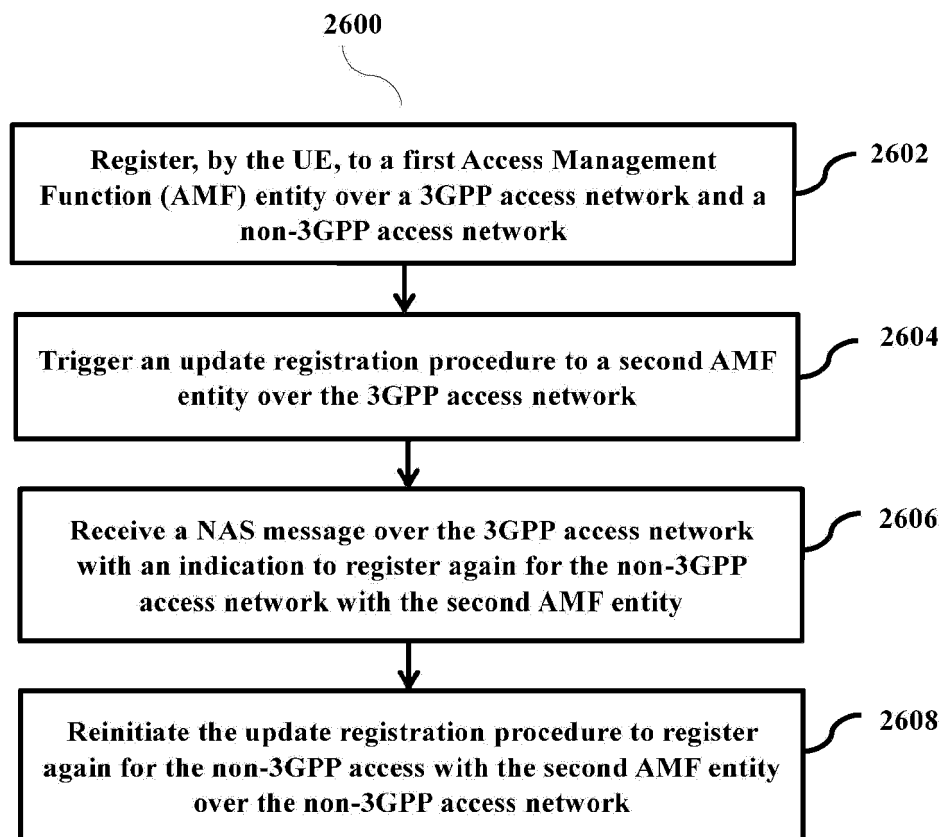 2600
Register, by the UE, to a first Access Management
Function (AMF) entity over a 3GPP access network and a
non-3GPP access network
2602
Trigger an update registration procedure to a second AMF
entity over the 3GPP access network
2604
Receive a NAS message over the 3GPP access network
with an indication to register again for the non-3GPP
access network with the second AMF entity
2606
Reinitiate the update registration procedure to register
again for the non-3GPP access with the second AMF entity
over the non-3GPP access network
2608